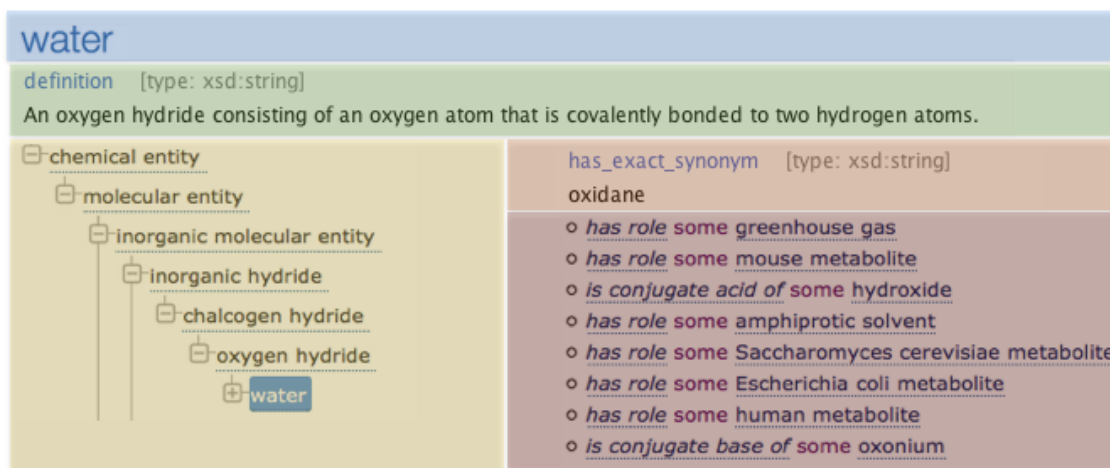 water
definition [type: xsd:string]
An oxygen hydride consisting of an oxygen atom that is covalently bonded to two hydrogen atoms.
chemical entity
molecular entity
inorganic molecular entity
inorganic hydride
chalcogen hydride
oxygen hydride
water
has_exact_synonym [type: xsd:string]
oxidane
has role some greenhouse gas
has role some mouse metabolite
is conjugate acid of some hydroxide
has role some amphiprotic solvent
has role some Saccharomyces cerevisiae metabolite
has role some Escherichia coli metabolite
has role some human metabolite
is conjugate base of some oxonium